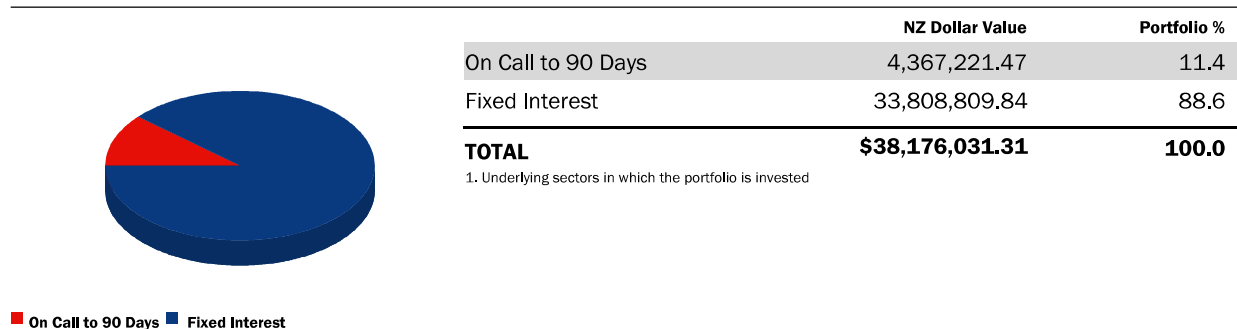 NZ Dollar Value Portfolio %
On Call to 90 Days 4,367,221.47 11.4
Fixed Interest 33,808,809.84 88.6
TOTAL $38,176,031.31 100.0
1. Underlying sectors in which the portfolio is invested
On Call to 90 Days Fixed Interest